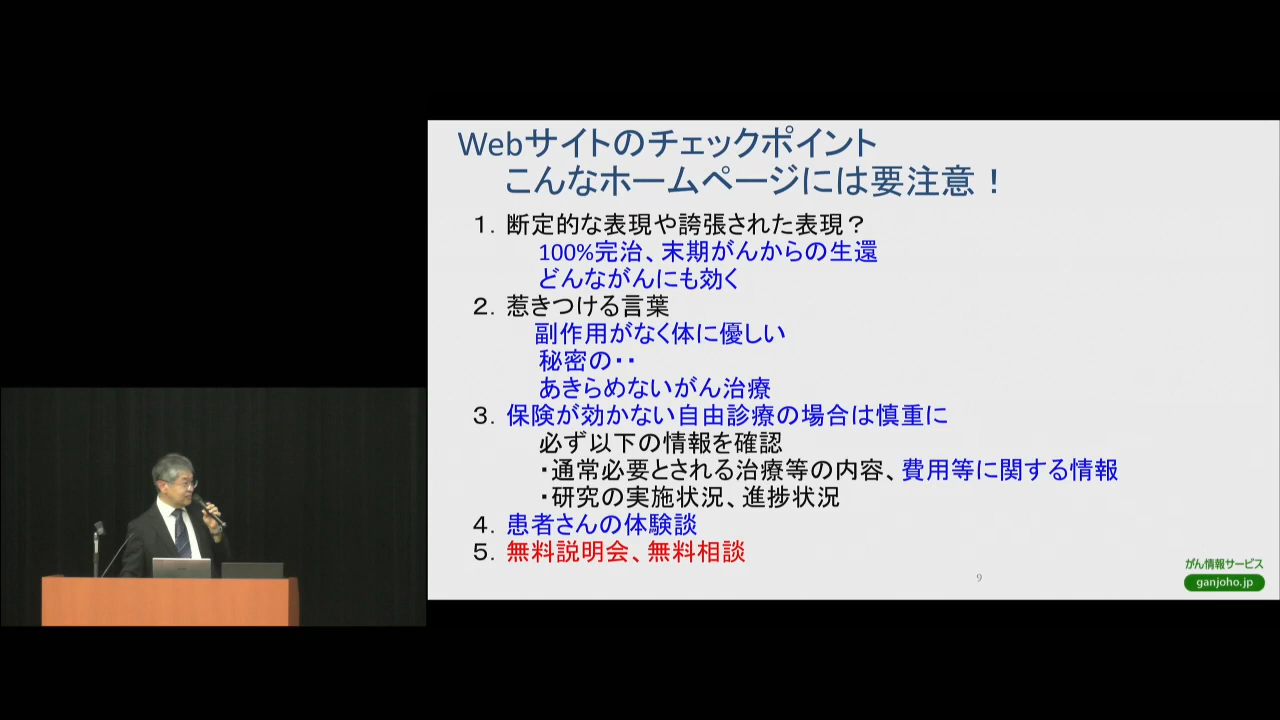 Webサイトのチェックポイント
こんなホームページには要注意！
１．断定的な表現や誇張された表現？
100%完治、末期がんからの生還
どんながんにも効く
２．惹きつける言葉
副作用がなく体に優しい
秘密の・・
あきらめないがん治療
３．保険が効かない自由診療の場合は慎重に
必ず以下の情報を確認
・通常必要とされる治療等の内容、費用等に関する情報
・研究の実施状況、進捗状況
４．患者さんの体験談
５．無料説明会、無料相談
9
がん情報サービス
ganjoho.jp